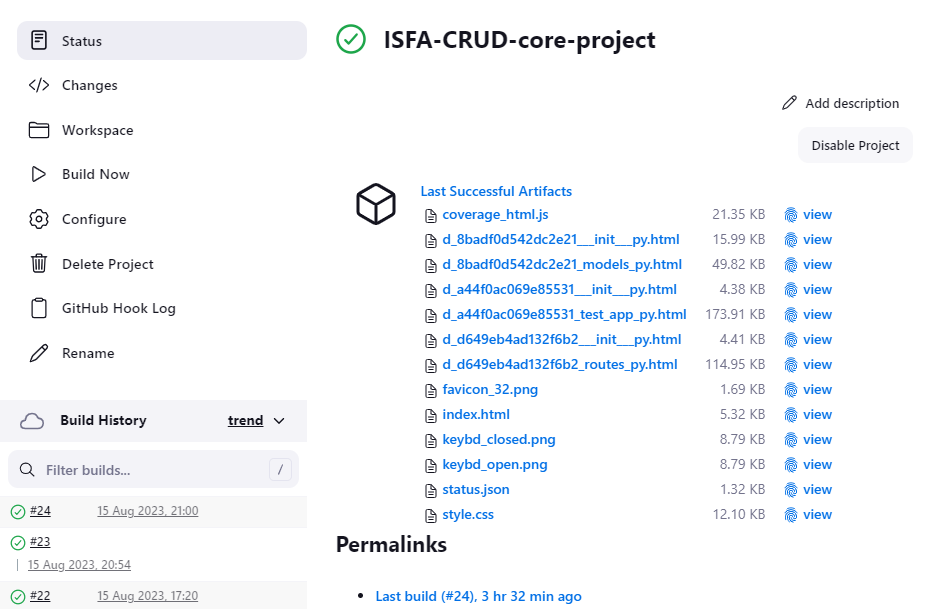 Status
Changes
Workspace
Build Now
Configure
Delete Project
GitHub Hook Log
Rename
Build History
trend
Filter builds...
/
#24 15 Aug 2023, 21:00
#23
15 Aug 2023, 20:54
#22 15 Aug 2023, 17:20
ISFA-CRUD-core-project
Add description
Disable Project
Last Successful Artifacts
coverage_html.js 21.35 KB view
d_8badf0d542dc2e21___init___py.html 15.99 KB view
d_8badf0d542dc2e21_models_py.html 49.82 KB view
d_a44f0ac069e85531___init___py.html 4.38 KB view
d_a44f0ac069e85531_test_app_py.html 173.91 KB view
d_d649eb4ad132f6b2___init___py.html 4.41 KB view
d_d649eb4ad132f6b2_routes_py.html 114.95 KB view
favicon_32.png 1.69 KB view
index.html 5.32 KB view
keybd_closed.png 8.79 KB view
keybd_open.png 8.79 KB view
status.json 1.32 KB view
style.css 12.10 KB view
Permalinks
• Last build (#24), 3 hr 32 min ago